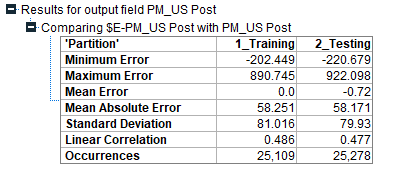 Results for output field PM_US Post
Comparing $E-PM_US Post with PM_US Post
'Partition' 1_Training 2_Testing
Minimum Error -202.449 -220.679
Maximum Error 890.745 922.098
Mean Error 0.0 -0.72
Mean Absolute Error 58.251 58.171
Standard Deviation 81.016 79.93
Linear Correlation 0.486 0.477
Occurrences 25,109 25,278